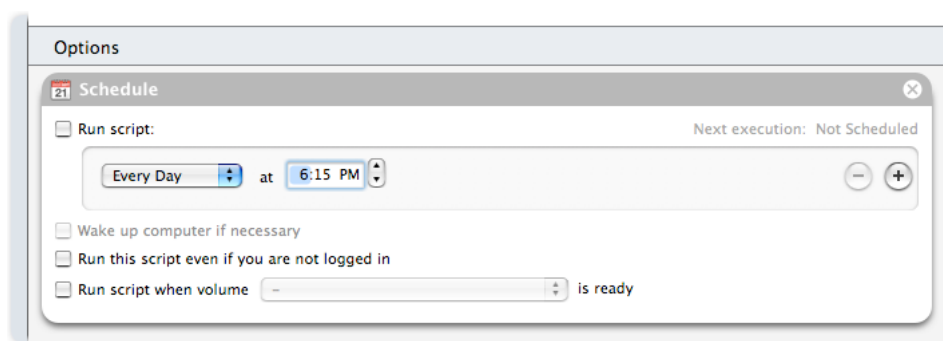 Options
21 Schedule
Run script: Next execution: Not Scheduled
Every Day at 6:15 PM
Wake up computer if necessary
Run this script even if you are not logged in
Run script when volume – is ready